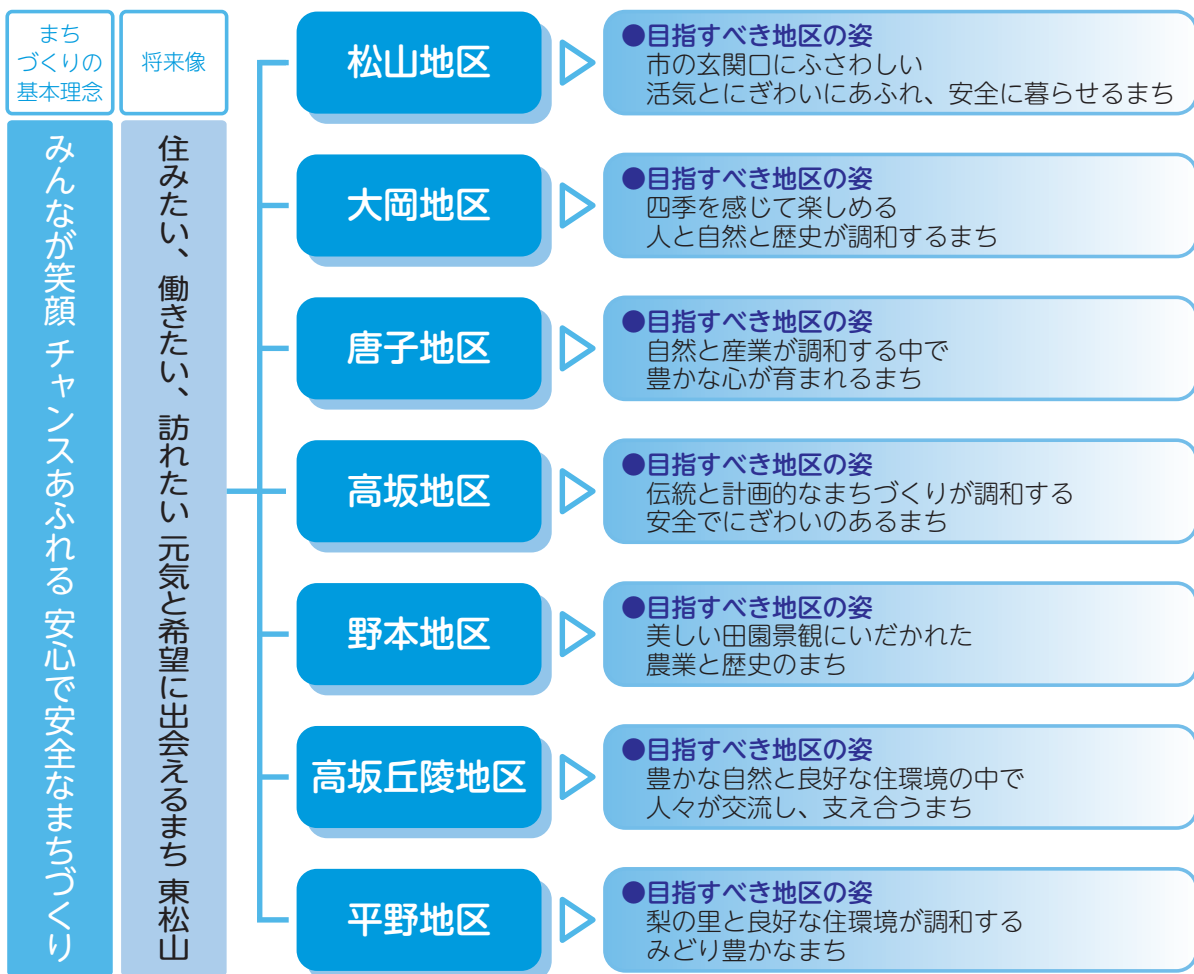 まち
づくりの
基本理念
みんなが笑顔 チャンスあふれる 安心で安全なまちづくり
将来像
住みたい、働きたい、訪れたい 元気と希望に出会えるまち 東松山
松山地区
●目指すべき地区の姿
市の玄関口にふさわしい
活気とにぎわいにあふれ、安全に暮らせるまち
大岡地区
●目指すべき地区の姿
四季を感じて楽しめる
人と自然と歴史が調和するまち
唐子地区
●目指すべき地区の姿
自然と産業が調和する中で
豊かな心が育まれるまち
高坂地区
●目指すべき地区の姿
伝統と計画的なまちづくりが調和する
安全でにぎわいのあるまち
野本地区
●目指すべき地区の姿
美しい田園景観にいだかれた
農業と歴史のまち
高坂丘陵地区
●目指すべき地区の姿
豊かな自然と良好な住環境の中で
人々が交流し、支え合うまち
平野地区
●目指すべき地区の姿
梨の里と良好な住環境が調和する
みどり豊かなまち